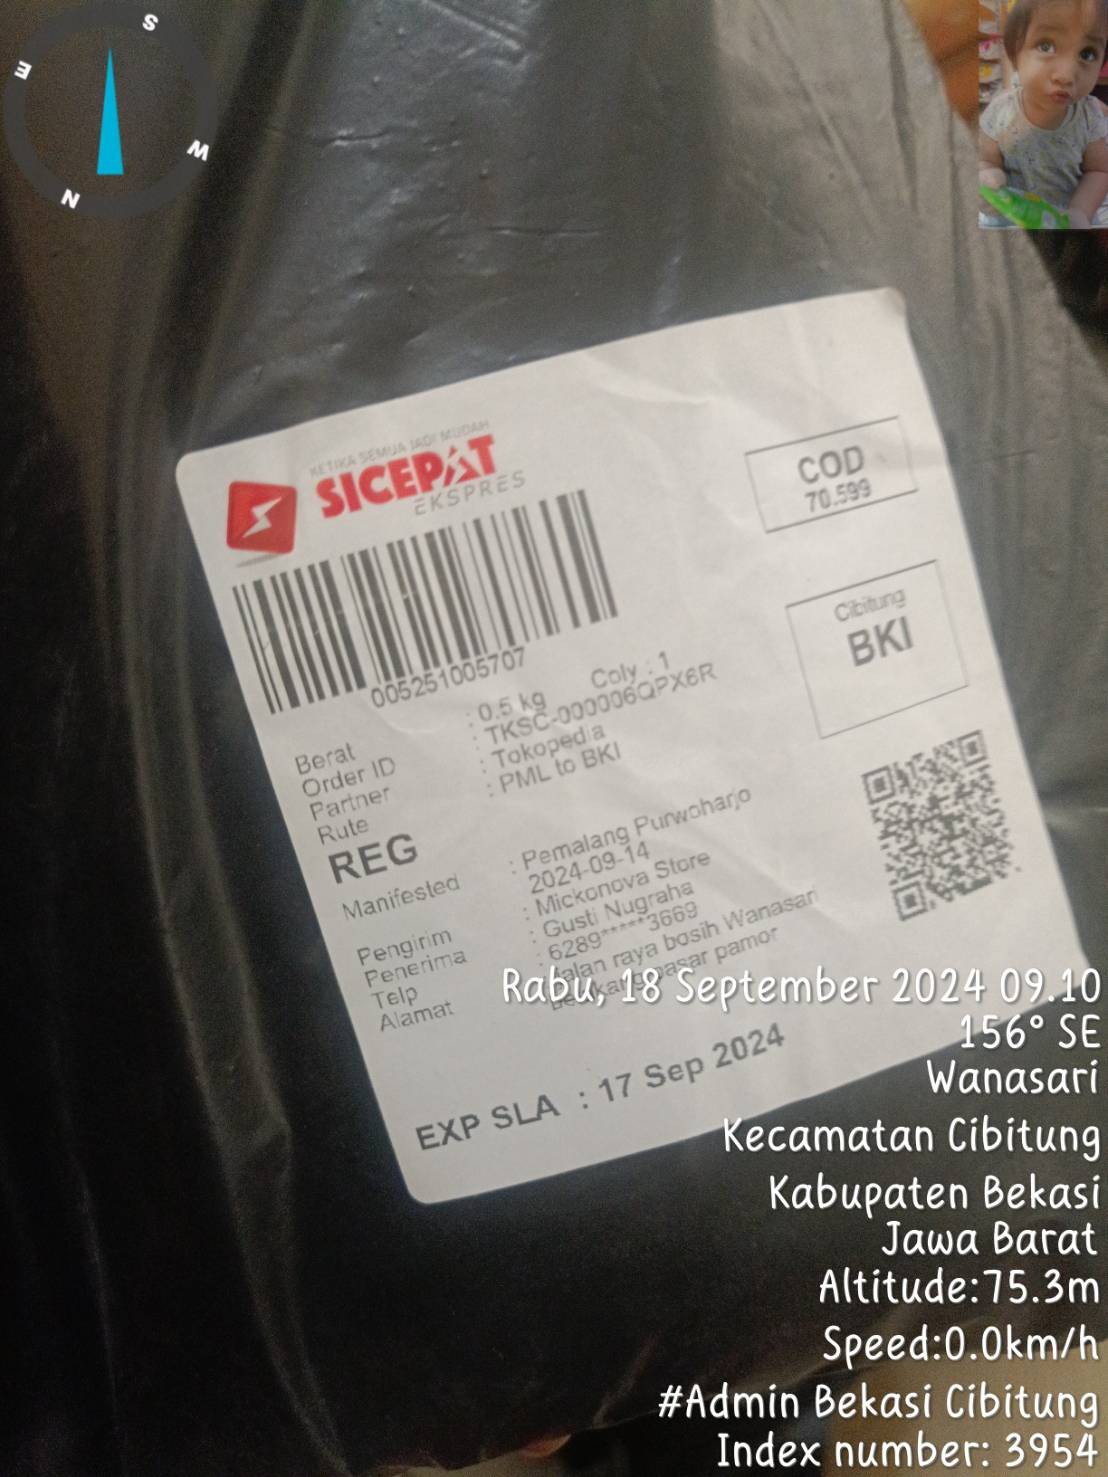 S
E
W
N
KETIKA SEMUA JADI MUDAH
SICEPAT
EKSPRES
COD
70.599
005251005707
Cibitung
BKI
Berat : 0.5 kg Coly : 1
Order ID : TKSC-000006QPX6R
Partner : Tokopedia
Rute : PML to BKI
REG
Manifested : Pemalang Purwoharjo
2024-09-14
Pengirim : Mickonova Store
Penerima : Gusti Nugraha
Telp : 6289*****3669
Alamat : Jalan raya bosih Wanasari
belakang pasar pamor
EXP SLA : 17 Sep 2024
Rabu, 18 September 2024 09.10
156° SE
Wanasari
Kecamatan Cibitung
Kabupaten Bekasi
Jawa Barat
Altitude:75.3m
Speed:0.0km/h
#Admin Bekasi Cibitung
Index number: 3954